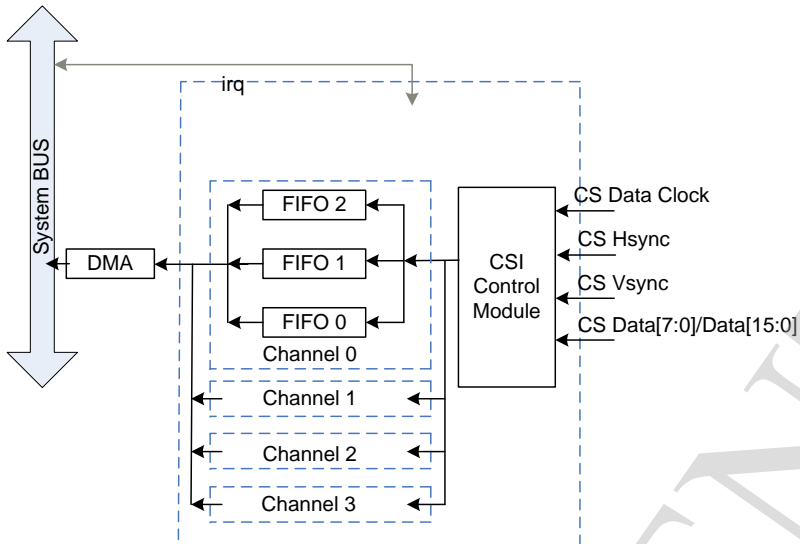 irq
System BUS
DMA
FIFO 2
FIFO 1
FIFO 0
Channel 0
Channel 1
Channel 2
Channel 3
CSI
Control
Module
CS Data Clock
CS Hsync
CS Vsync
CS Data[7:0]/Data[15:0]